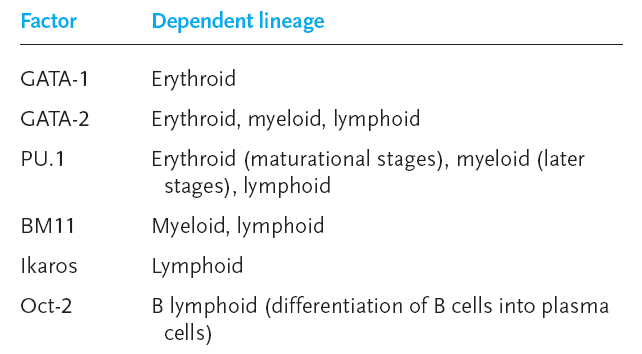 Factor Dependent lineage
GATA-1 Erythroid
GATA-2 Erythroid, myeloid, lymphoid
PU.1 Erythroid (maturational stages), myeloid (later
stages), lymphoid
BM11 Myeloid, lymphoid
Ikaros Lymphoid
Oct-2 B lymphoid (differentiation of B cells into plasma
cells)